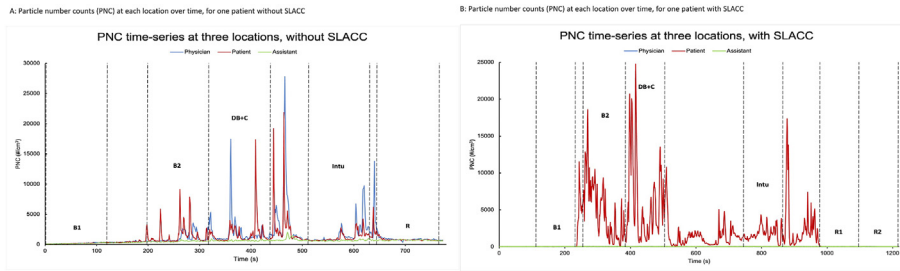 A: Particle number counts (PNC) at each location over time, for one patient without SLACC
PNC time-series at three locations, without SLACC
Physician Patient Assistant
30000
25000
20000
15000
10000
5000
0
PNC (#/cm³)
B1
B2
DB+C
Intu
R
0 100 200 300 400 500 600 700
Time (s)
B: Particle number counts (PNC) at each location over time, for one patient with SLACC
PNC time-series at three locations, with SLACC
Physician Patient Assistant
25000
20000
15000
10000
5000
0
PNC (#/cm³)
B1
B2
DB+C
Intu
R1
R2
0 200 400 600 800 1000 1200
Time (s)